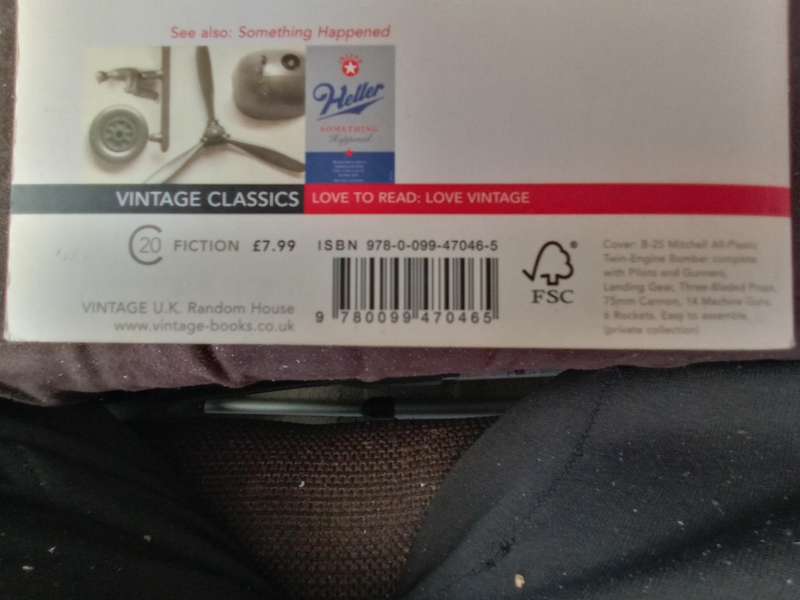 See also: Something Happened
Heller
SOMETHING
Happened
VINTAGE CLASSICS
LOVE TO READ: LOVE VINTAGE
C 20 FICTION £7.99
ISBN 978-0-099-47046-5
9 780099 470465
VINTAGE U.K. Random House
www.vintage-books.co.uk
FSC
®
Cover: B-25 Mitchell All-Plastic
Twin-Engine Bomber complete
with Pilots and Gunners,
Landing Gear, Three-Bladed Props,
75mm Cannon, 14 Machine Guns,
6 Rockets. Easy to assemble.
(private collection)